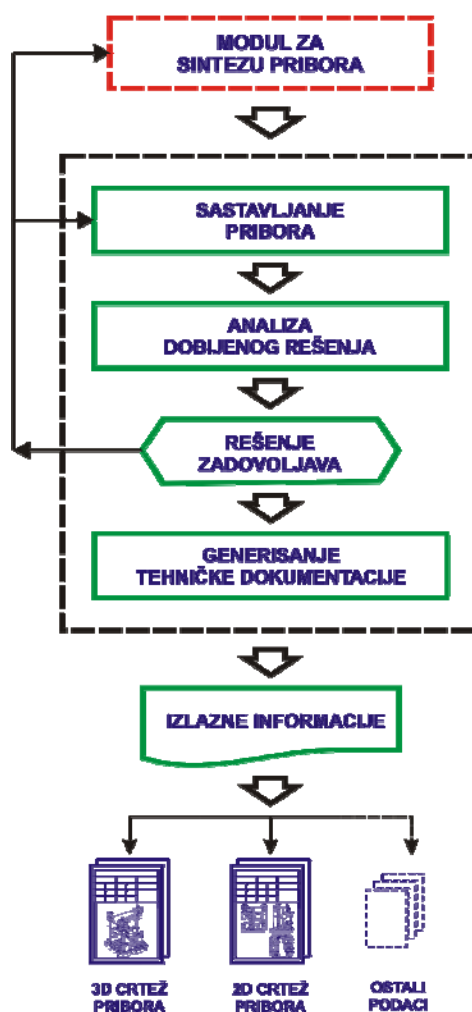 MODUL ZA
SINTEZU PRIBORA
SASTAVLJANJE
PRIBORA
ANALIZA
DOBIJENOG REŠENJA
REŠENJE
ZADOVOLJAVA
GENERISANJE
TEHNIČKE DOKUMENTACIJE
IZLAZNE INFORMACIJE
3D CRTEŽ
PRIBORA
2D CRTEŽ
PRIBORA
OSTALI
PODACI